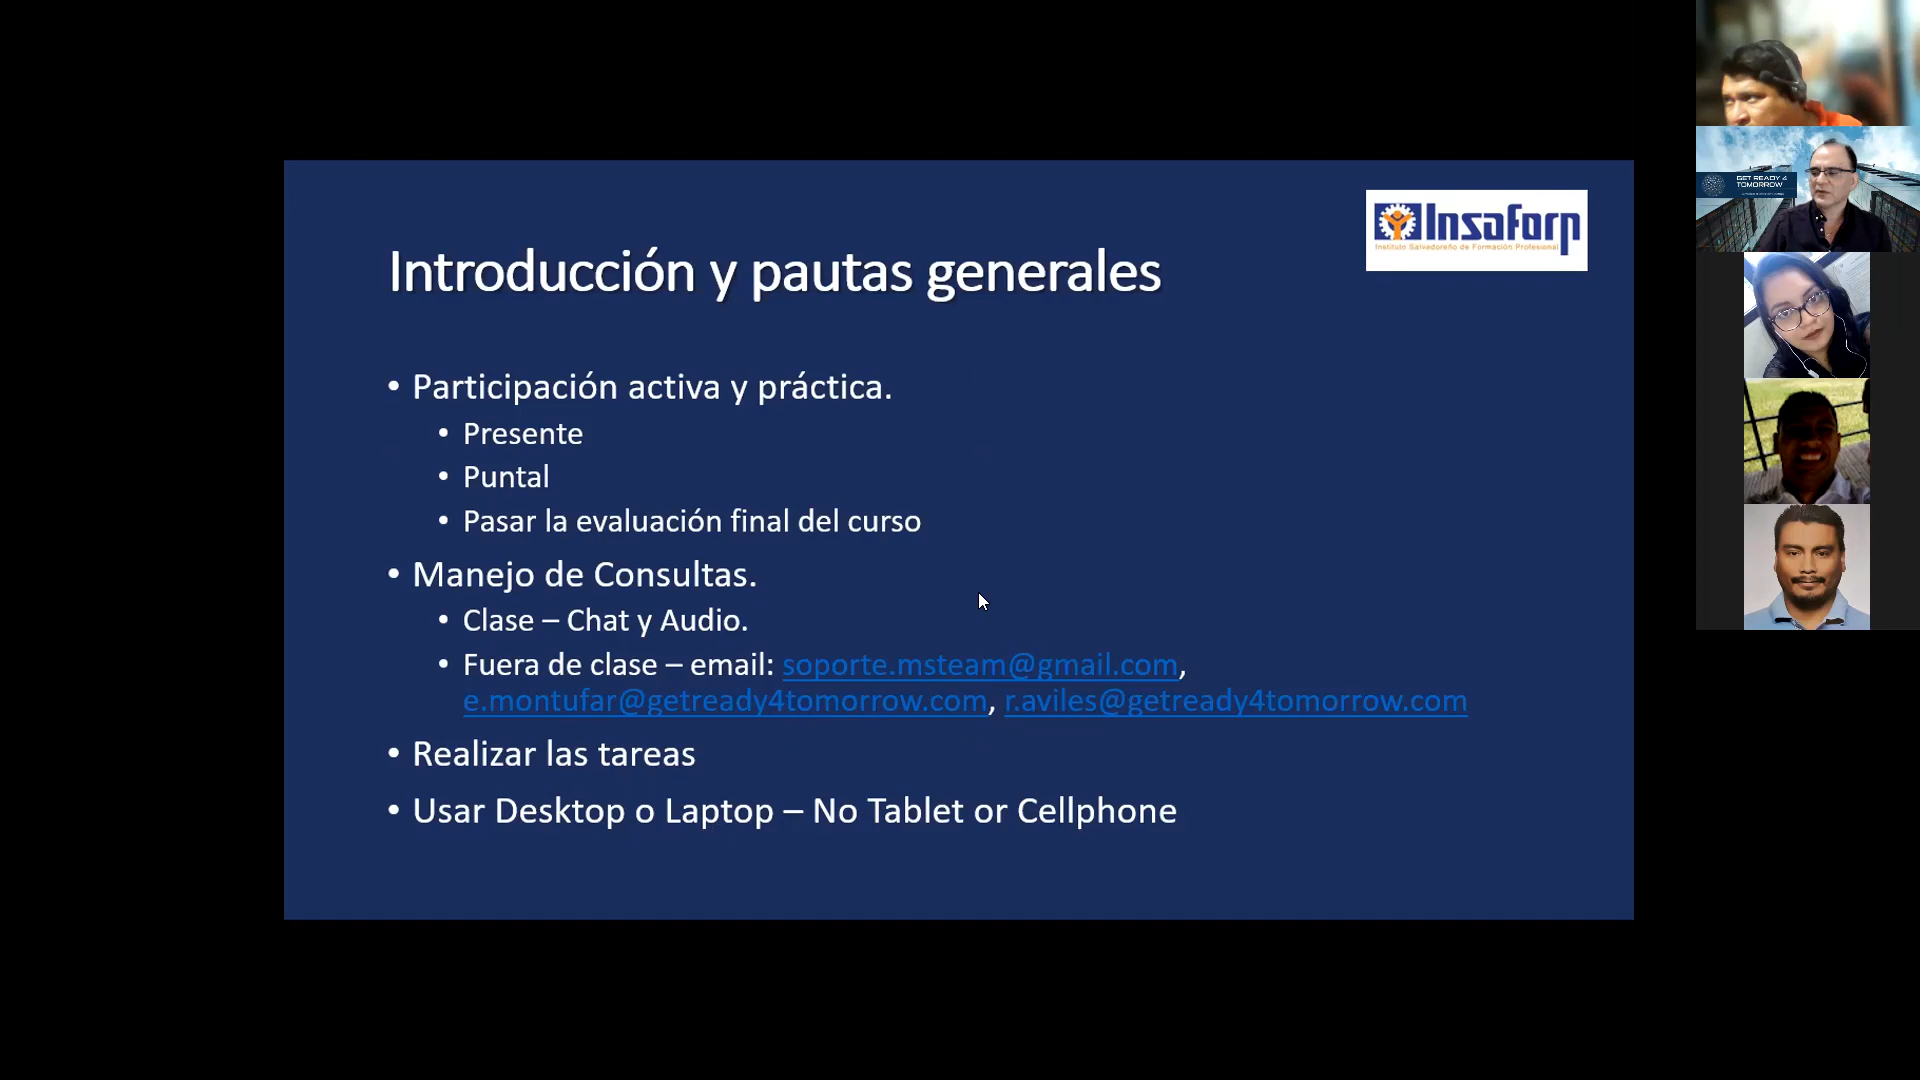 Insaforp
Instituto Salvadoreño de Formación Profesional
Introducción y pautas generales
• Participación activa y práctica.
• Presente
• Puntal
• Pasar la evaluación final del curso
• Manejo de Consultas.
• Clase – Chat y Audio.
• Fuera de clase – email: soporte.msteam@gmail.com,
e.montufar@getready4tomorrow.com, r.aviles@getready4tomorrow.com
• Realizar las tareas
• Usar Desktop o Laptop – No Tablet or Cellphone
GET READY 4
TOMORROW